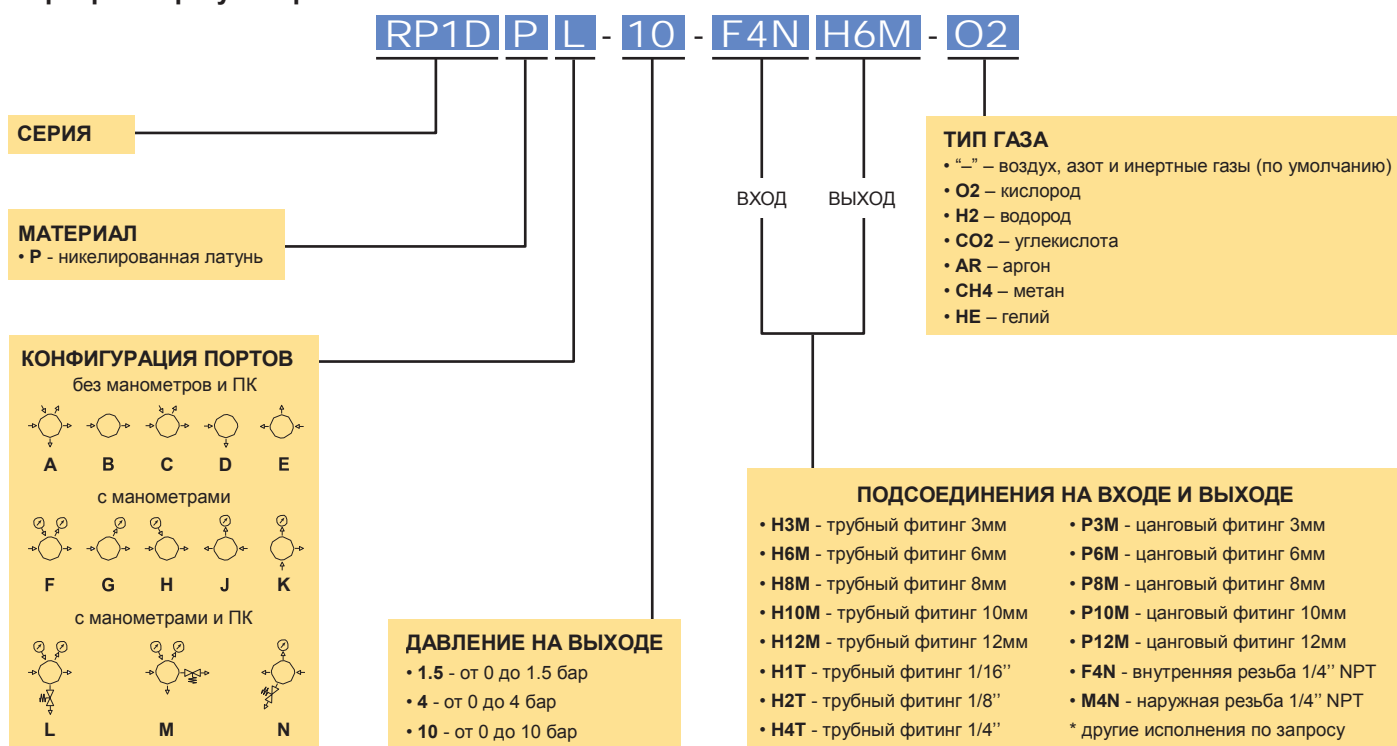 RP1D P L - 10 - F4N H6M - O2
СЕРИЯ
МАТЕРИАЛ
• P - никелированная латунь
КОНФИГУРАЦИЯ ПОРТОВ
без манометров и ПК
A B C D E
с манометрами
F G H J K
с манометрами и ПК
L M N
ДАВЛЕНИЕ НА ВЫХОДЕ
• 1.5 - от 0 до 1.5 бар
• 4 - от 0 до 4 бар
• 10 - от 0 до 10 бар
ВХОД ВЫХОД
ТИП ГАЗА
• “–” – воздух, азот и инертные газы (по умолчанию)
• O2 – кислород
• H2 – водород
• CO2 – углекислота
• AR – аргон
• CH4 – метан
• HE – гелий
ПОДСОЕДИНЕНИЯ НА ВХОДЕ И ВЫХОДЕ
• H3M - трубный фитинг 3мм
• H6M - трубный фитинг 6мм
• H8M - трубный фитинг 8мм
• H10M - трубный фитинг 10мм
• H12M - трубный фитинг 12мм
• H1T - трубный фитинг 1/16’’
• H2T - трубный фитинг 1/8’’
• H4T - трубный фитинг 1/4’’
• P3M - цанговый фитинг 3мм
• P6M - цанговый фитинг 6мм
• P8M - цанговый фитинг 8мм
• P10M - цанговый фитинг 10мм
• P12M - цанговый фитинг 12мм
• F4N - внутренняя резьба 1/4’’ NPT
• M4N - наружная резьба 1/4’’ NPT
* другие исполнения по запросу